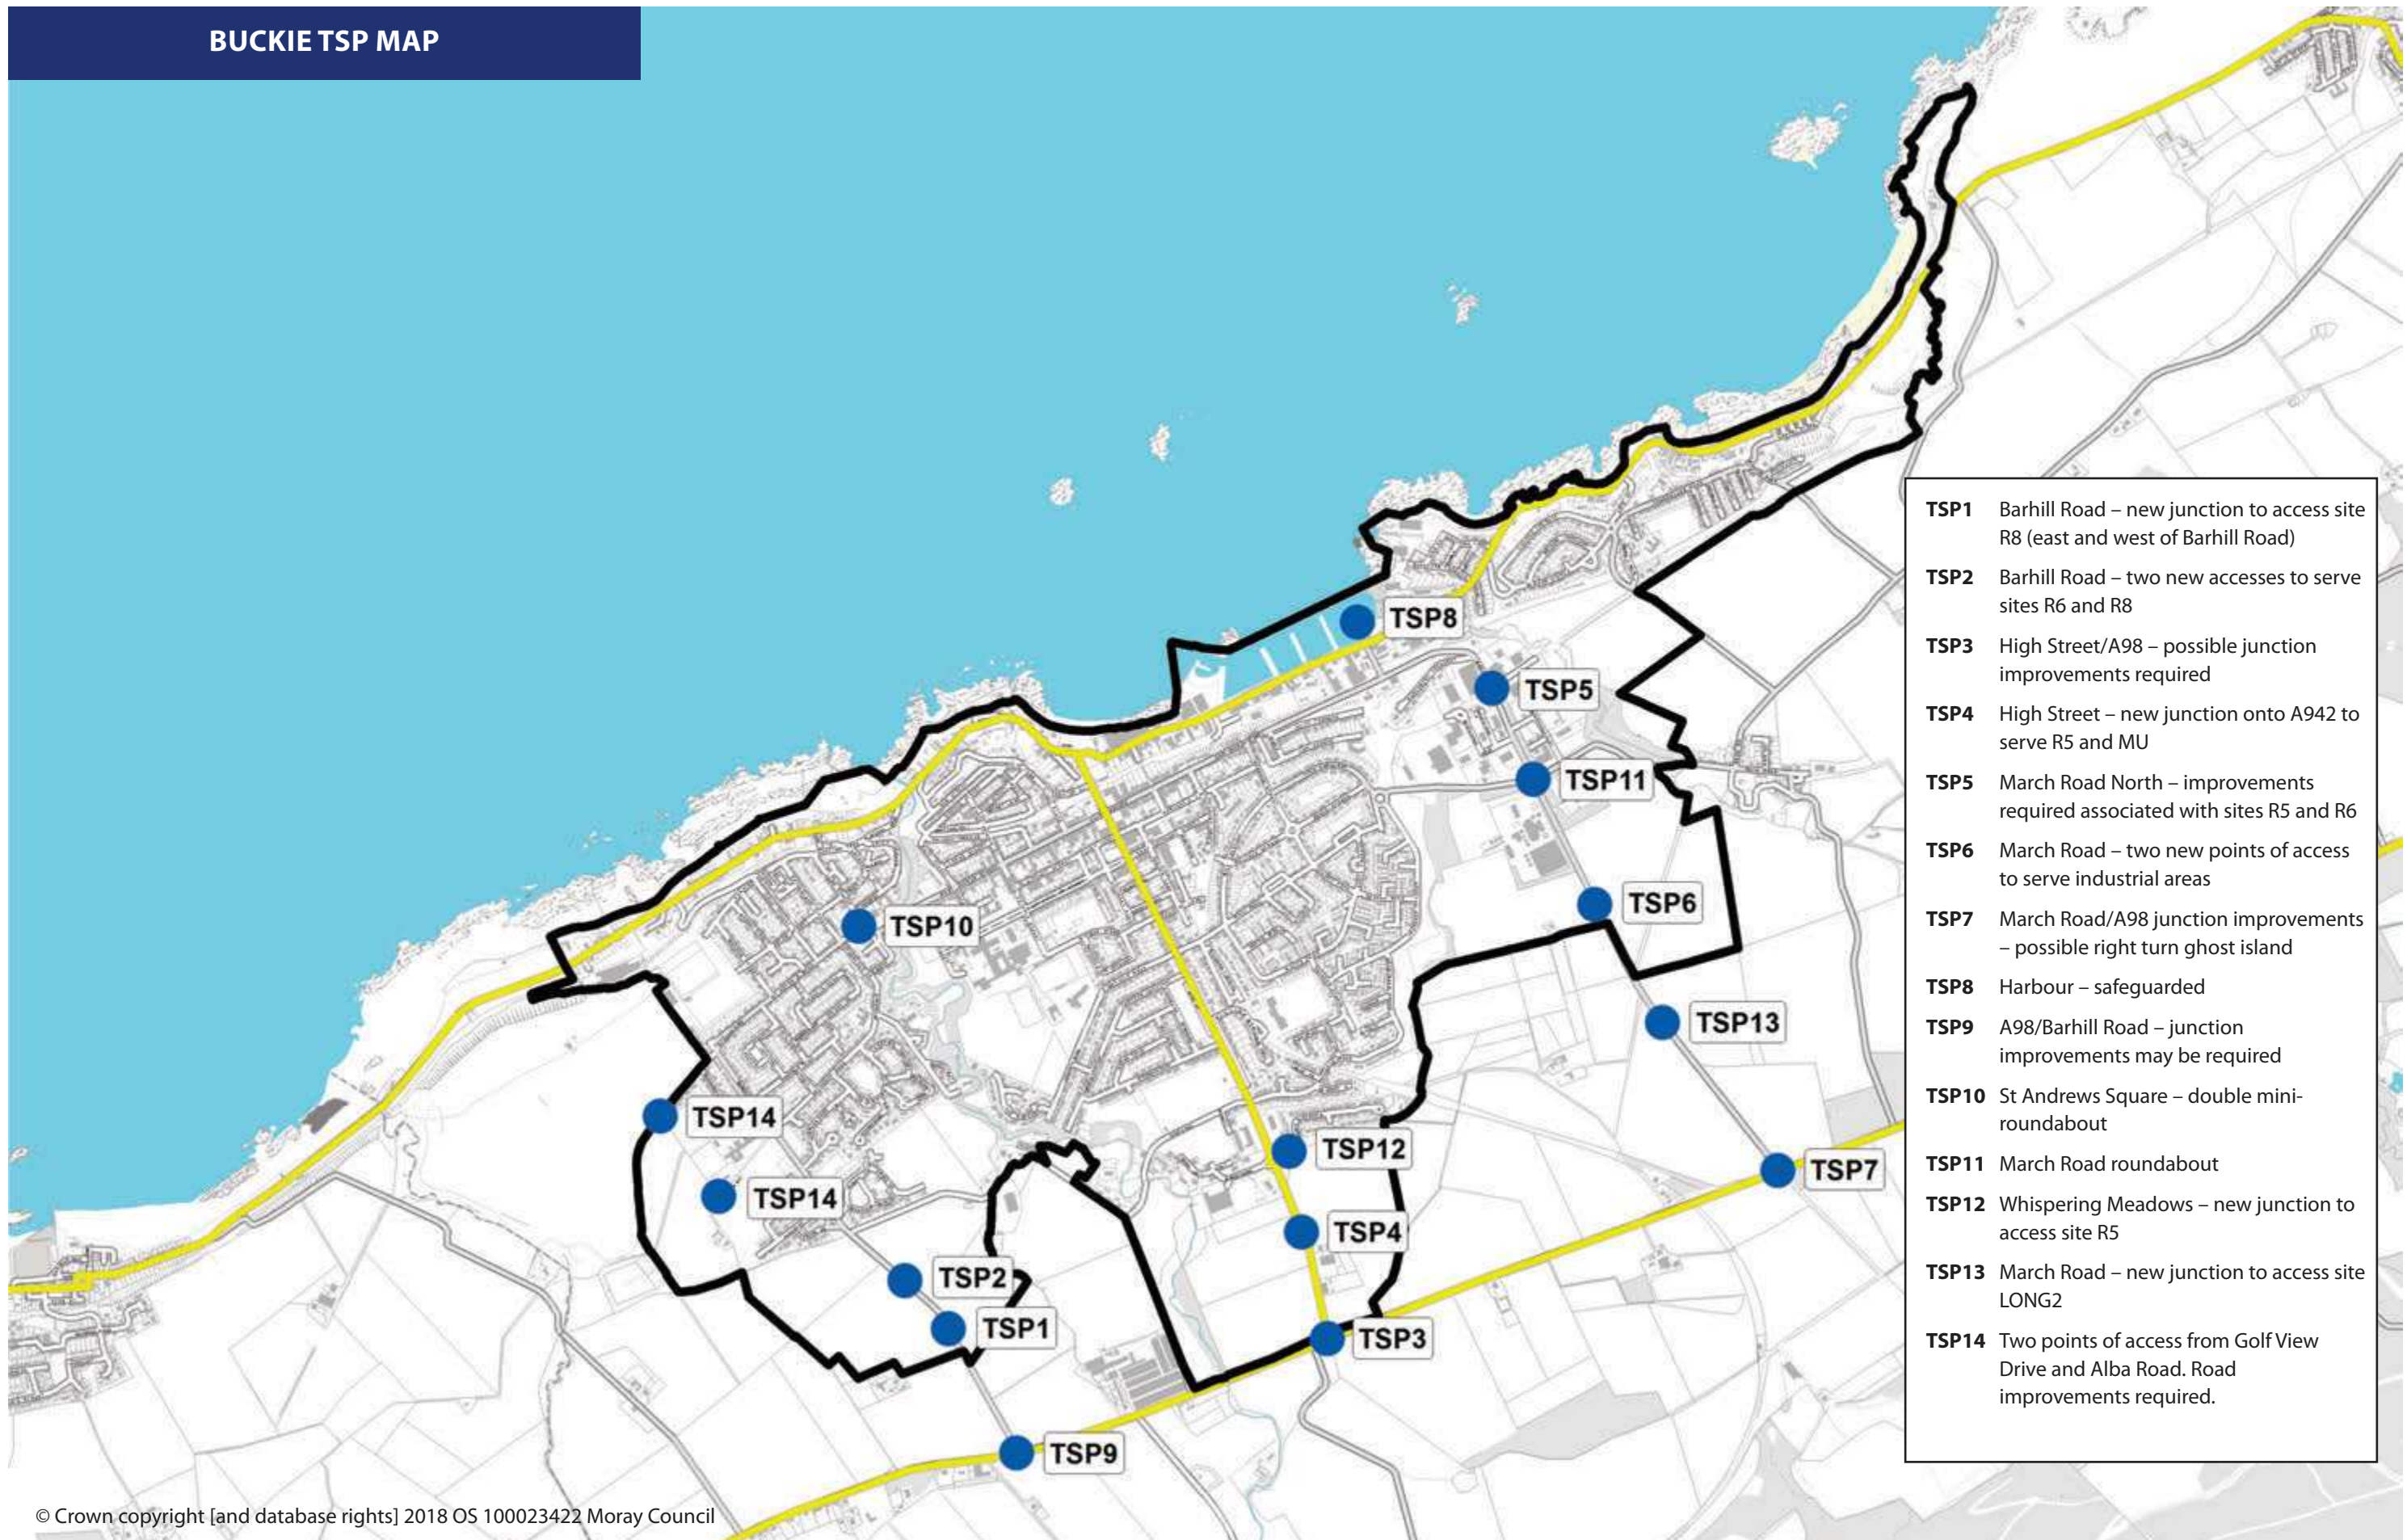 BUCKIE TSP MAP
TSP8
TSP5
TSP11
TSP6
TSP10
TSP13
TSP14
TSP12
TSP7
TSP14
TSP4
TSP2
TSP1
TSP3
TSP9
TSP1 Barhill Road – new junction to access site
R8 (east and west of Barhill Road)
TSP2 Barhill Road – two new accesses to serve
sites R6 and R8
TSP3 High Street/A98 – possible junction
improvements required
TSP4 High Street – new junction onto A942 to
serve R5 and MU
TSP5 March Road North – improvements
required associated with sites R5 and R6
TSP6 March Road – two new points of access
to serve industrial areas
TSP7 March Road/A98 junction improvements
– possible right turn ghost island
TSP8 Harbour – safeguarded
TSP9 A98/Barhill Road – junction
improvements may be required
TSP10 St Andrews Square – double mini-
roundabout
TSP11 March Road roundabout
TSP12 Whispering Meadows – new junction to
access site R5
TSP13 March Road – new junction to access site
LONG2
TSP14 Two points of access from Golf View
Drive and Alba Road. Road
improvements required.
© Crown copyright [and database rights] 2018 OS 100023422 Moray Council